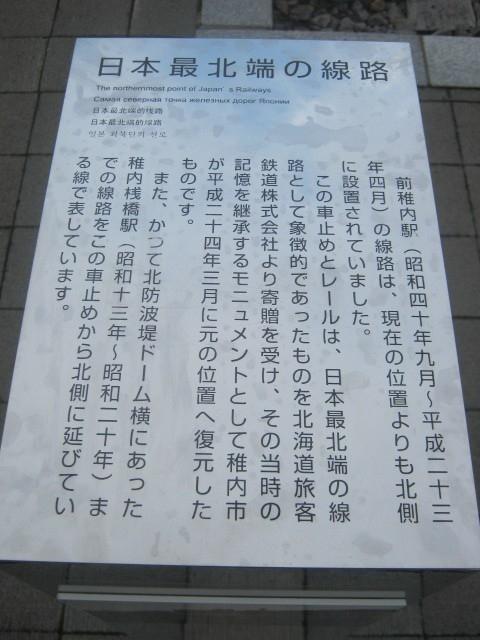 日本最北端の線路
The northernmost point of Japan's Railways
Самая северная точка железных дорог Японии
日本最北端的线路
日本最北端的線路
일본 최북단의 선로
前稚内駅（昭和四十年九月～平成二十三
年四月）の線路は、現在の位置よりも北側
に設置されていました。
この車止めとレールは、日本最北端の線
路として象徴的であったものを北海道旅客
鉄道株式会社より寄贈を受け、その当時の
記憶を継承するモニュメントとして稚内市
が平成二十四年三月に元の位置へ復元した
ものです。
また、かつて北防波堤ドーム横にあった
稚内桟橋駅（昭和十三年～昭和二十年）ま
での線路をこの車止めから北側に延びてい
る線で表しています。